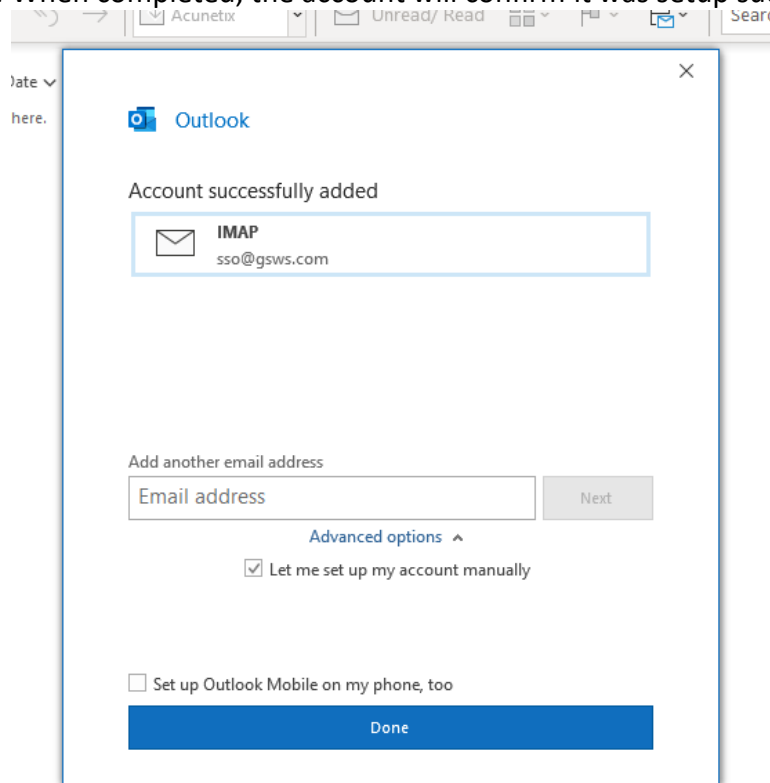 When completed, the account will confirm it was setup
Acunetix
Unread/ Read
Date
here.
Outlook
Account successfully added
IMAP
sso@gsws.com
Add another email address
Email address
Next
Advanced options
Let me set up my account manually
Set up Outlook Mobile on my phone, too
Done